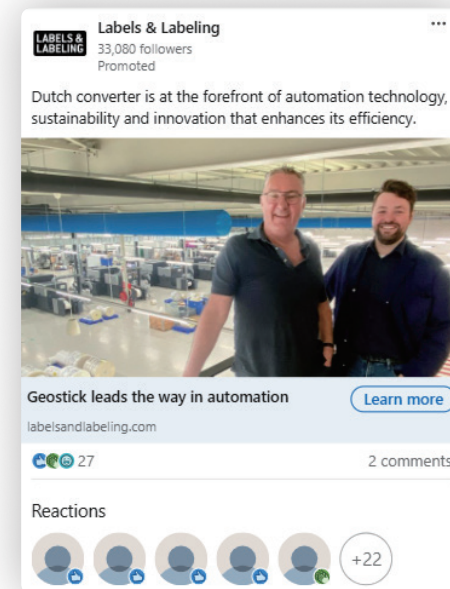 LABELS &
LABELING
Labels & Labeling
33,080 followers
Promoted
Dutch converter is at the forefront of automation technology,
sustainability and innovation that enhances its efficiency.
Geostick leads the way in automation
Learn more
labelsandlabeling.com
27
2 comments
Reactions
+22